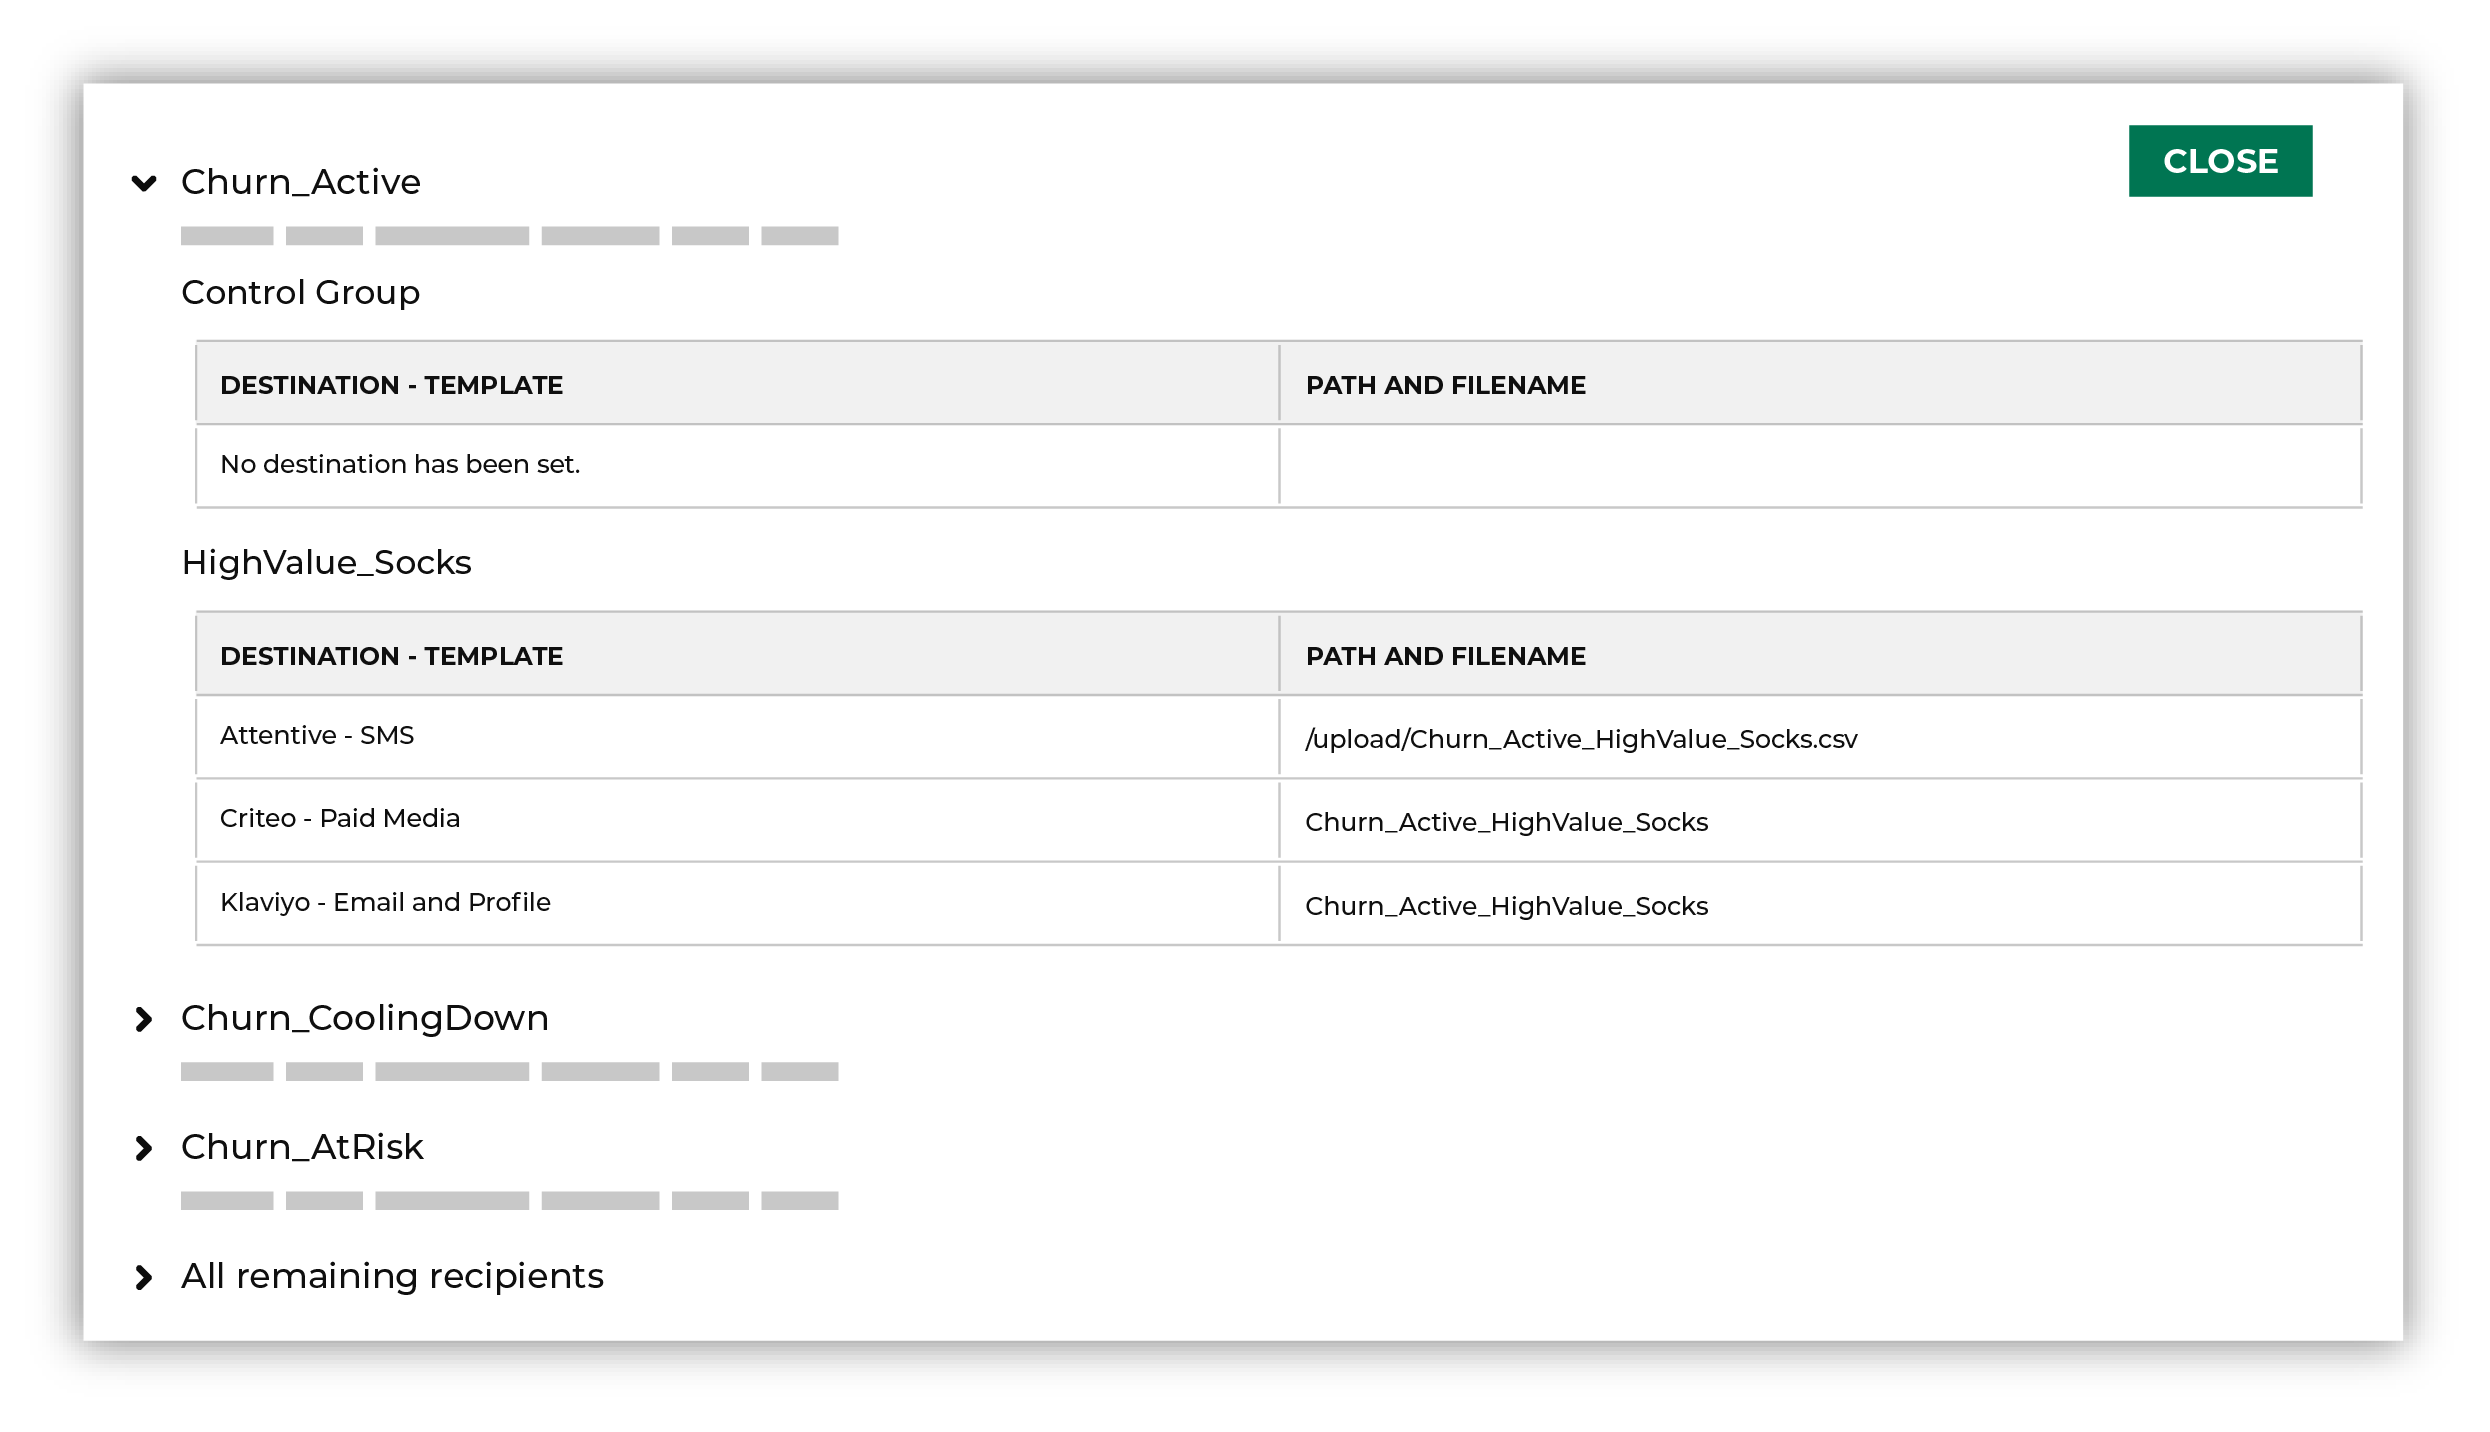 CLOSE
Churn_Active
Control Group
DESTINATION - TEMPLATE PATH AND FILENAME
No destination has been set.
HighValue_Socks
DESTINATION - TEMPLATE PATH AND FILENAME
Attentive - SMS /upload/Churn_Active_HighValue_Socks.csv
Criteo - Paid Media Churn_Active_HighValue_Socks
Klaviyo - Email and Profile Churn_Active_HighValue_Socks
Churn_CoolingDown
Churn_AtRisk
All remaining recipients